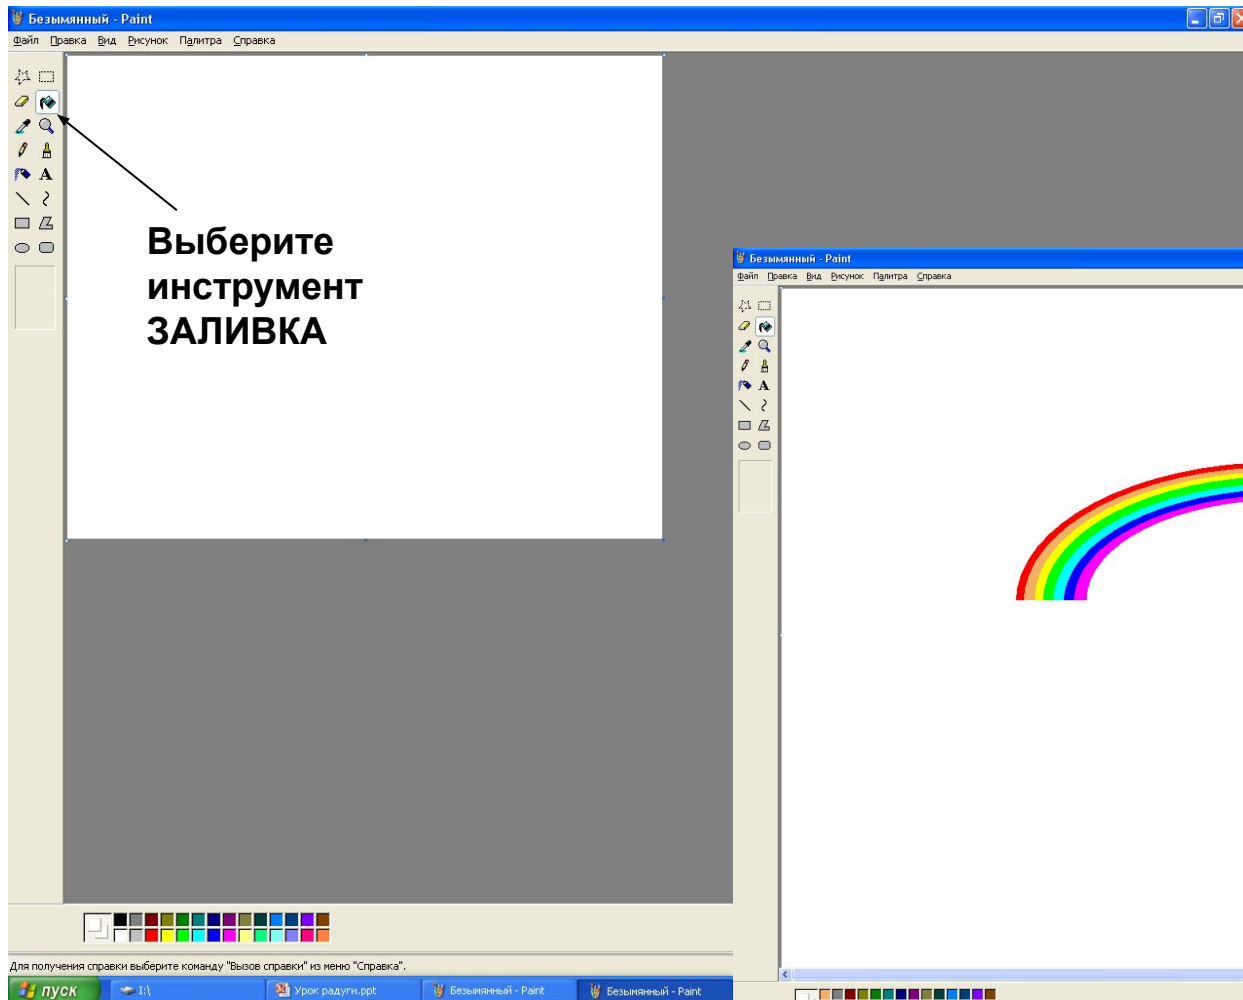 Безымянный - Paint
Файл Правка Вид Рисунок Палитра Справка
A
Выберите
инструмент
ЗАЛИВКА
Безымянный - Paint
Файл Правка Вид Рисунок Палитра Справка
A
Для получения справки выберите команду "Вызов справки" из меню "Справка".
пуск
I:\
Урок радуги.ppt
Безымянный - Paint
Безымянный - Paint